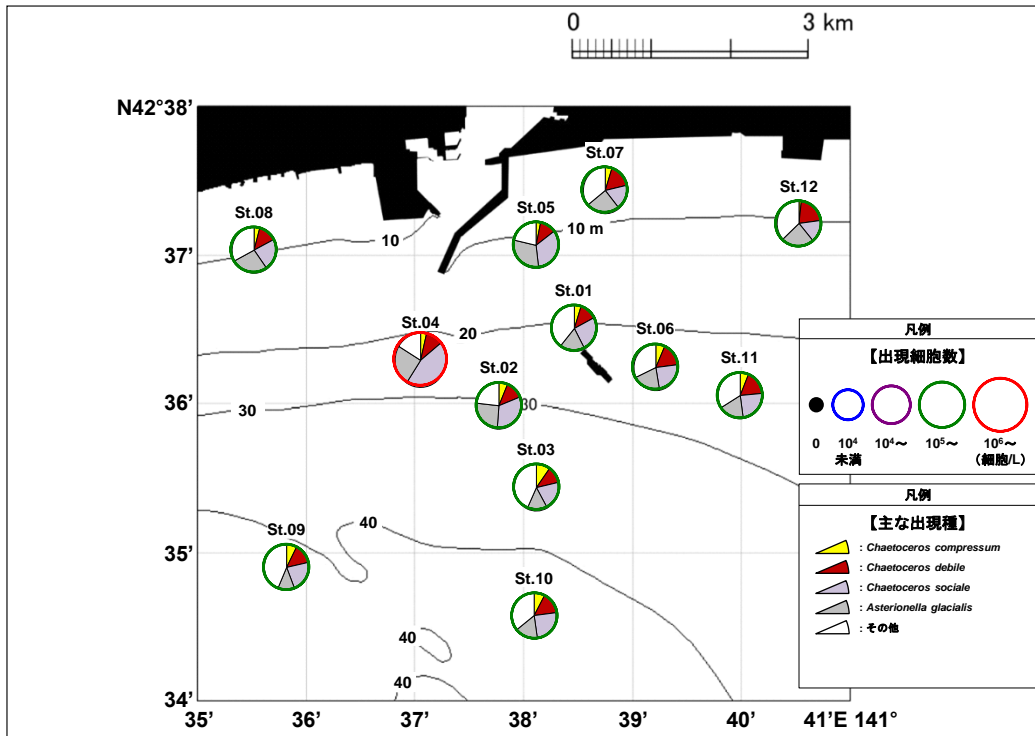 0 3 km
N42°38’
St.07
St.12
St.08
St.05
10
10 m
37’
St.01
St.04
20
St.06
St.02
St.11
30
30
36’
St.03
40
St.09
35’
St.10
40
40
34’
35’ 36’ 37’ 38’ 39’ 40’ 41’E 141°
凡例
【出現細胞数】
0 10⁴ 10⁴～ 10⁵～ 10⁶～
未満 (細胞/L)
凡例
【主な出現種】
: Chaetoceros compressum
: Chaetoceros debile
: Chaetoceros sociale
: Asterionella glacialis
: その他